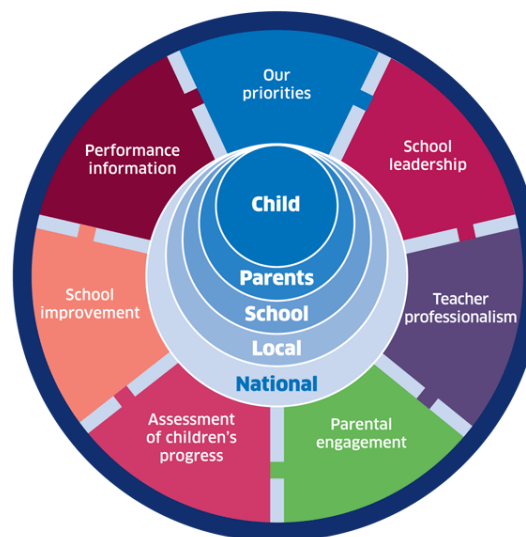 Our
priorities
School
leadership
Teacher
professionalism
Parental
engagement
Assessment
of children's
progress
School
improvement
Performance
information
Child
Parents
School
Local
National